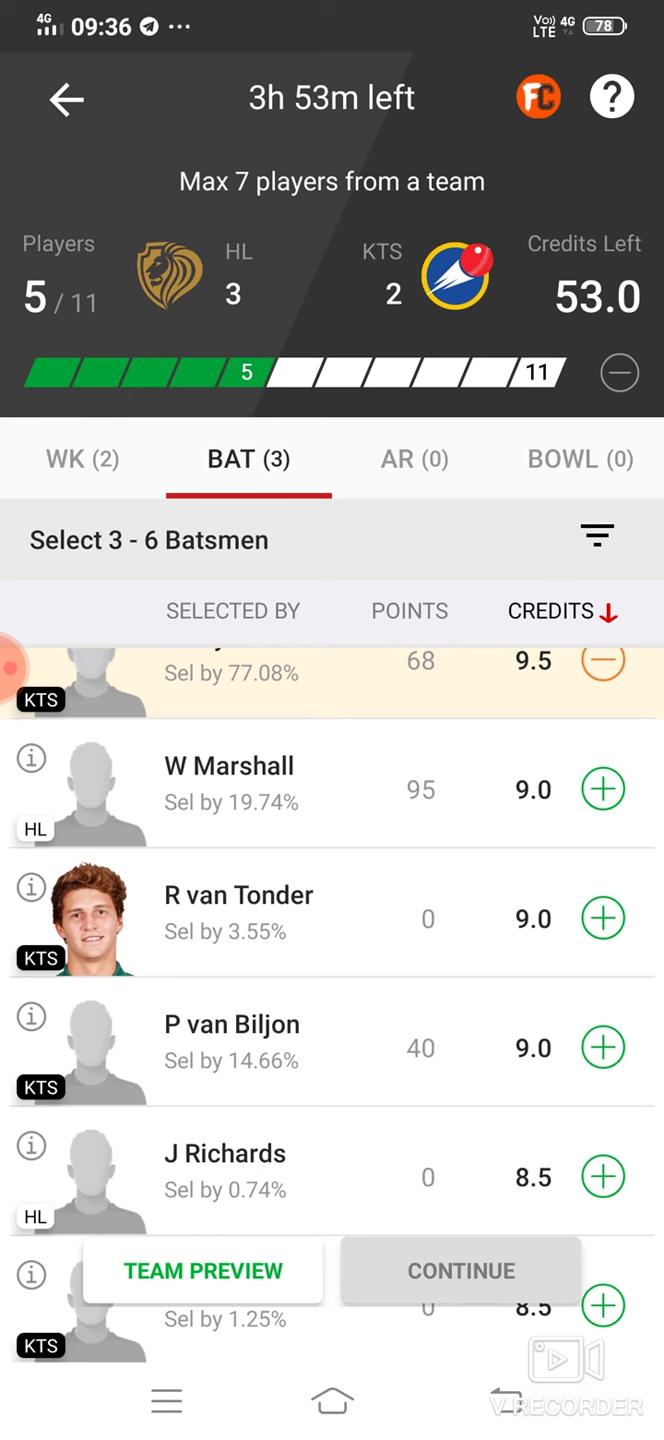 4G 09:36 ... Vo)) LTE 4G 78
3h 53m left FC ?
Max 7 players from a team
Players HL KTS Credits Left
5 / 11 3 2 53.0
5 11
WK (2) BAT (3) AR (0) BOWL (0)
Select 3 - 6 Batsmen
SELECTED BY POINTS CREDITS
Sel by 77.08% 68 9.5
KTS
W Marshall
Sel by 19.74% 95 9.0
HL
R van Tonder
Sel by 3.55% 0 9.0
KTS
P van Biljon
Sel by 14.66% 40 9.0
KTS
J Richards
Sel by 0.74% 0 8.5
HL
TEAM PREVIEW CONTINUE
Sel by 1.25% 0 8.5
KTS
V RECORDER